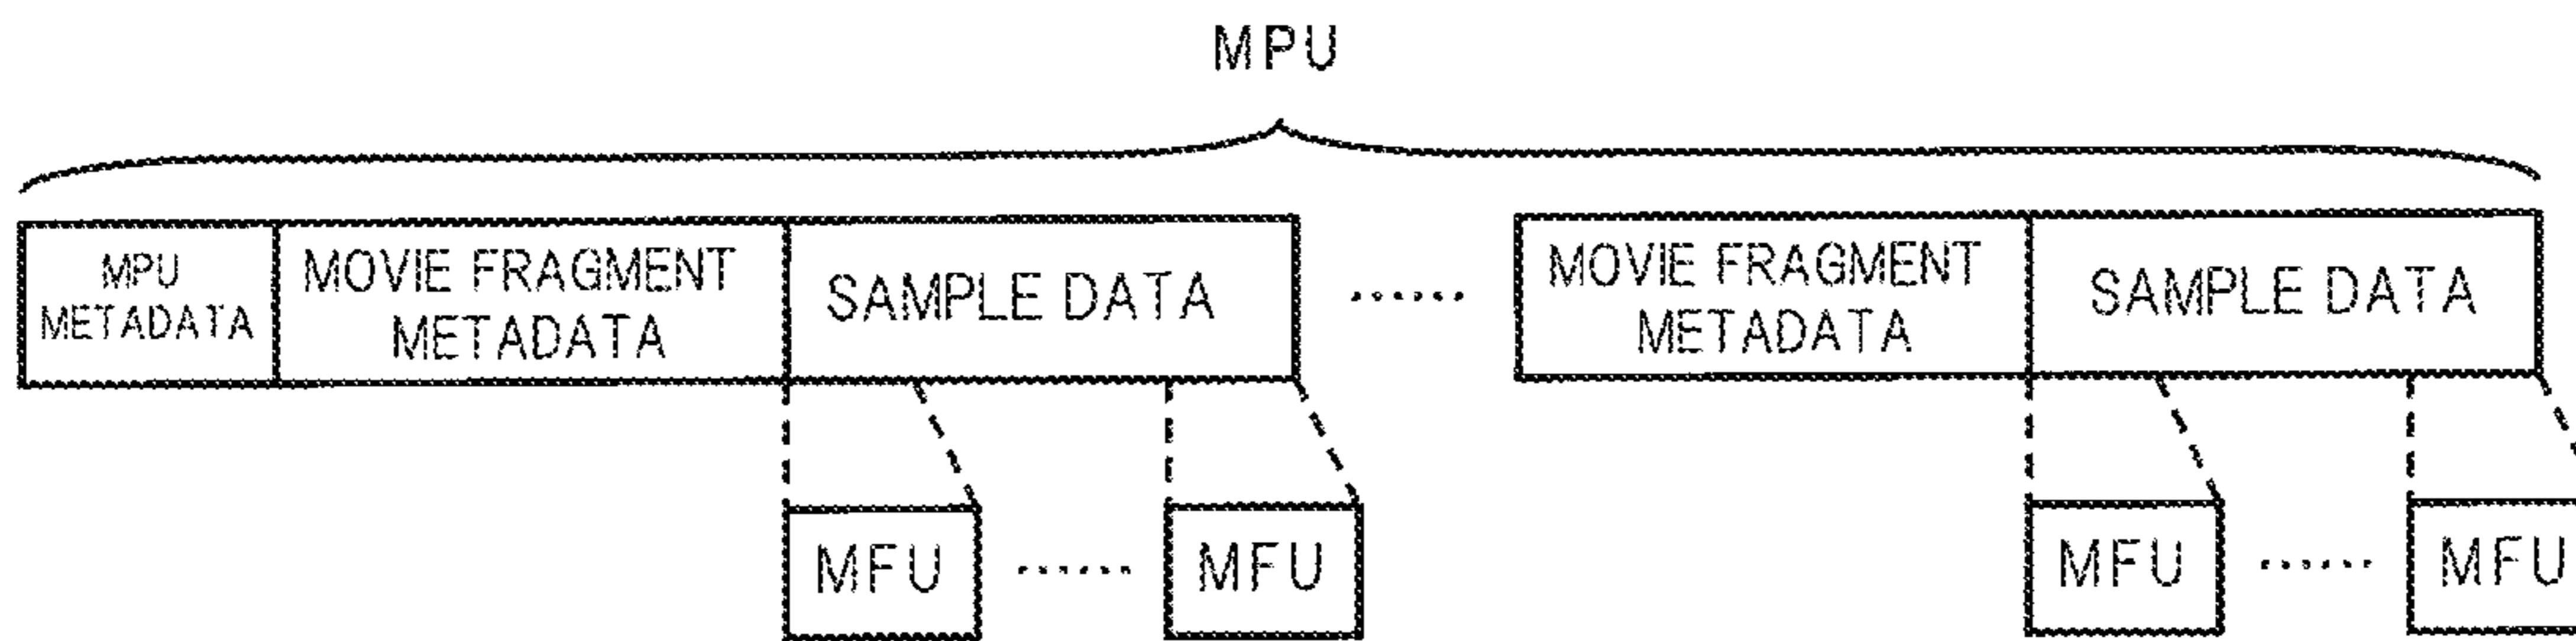 MPU
MPU
METADATA
MOVIE FRAGMENT
METADATA
SAMPLE DATA
......
MOVIE FRAGMENT
METADATA
SAMPLE DATA
MFU
......
MFU
MFU
......
MFU